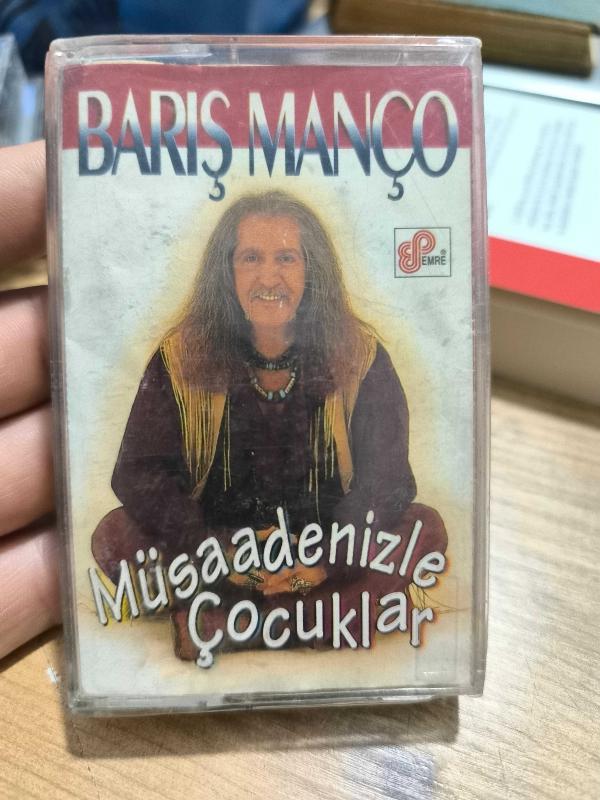 BARIŞ MANÇO
EMRE ®
Müsaadenizle
Çocuklar